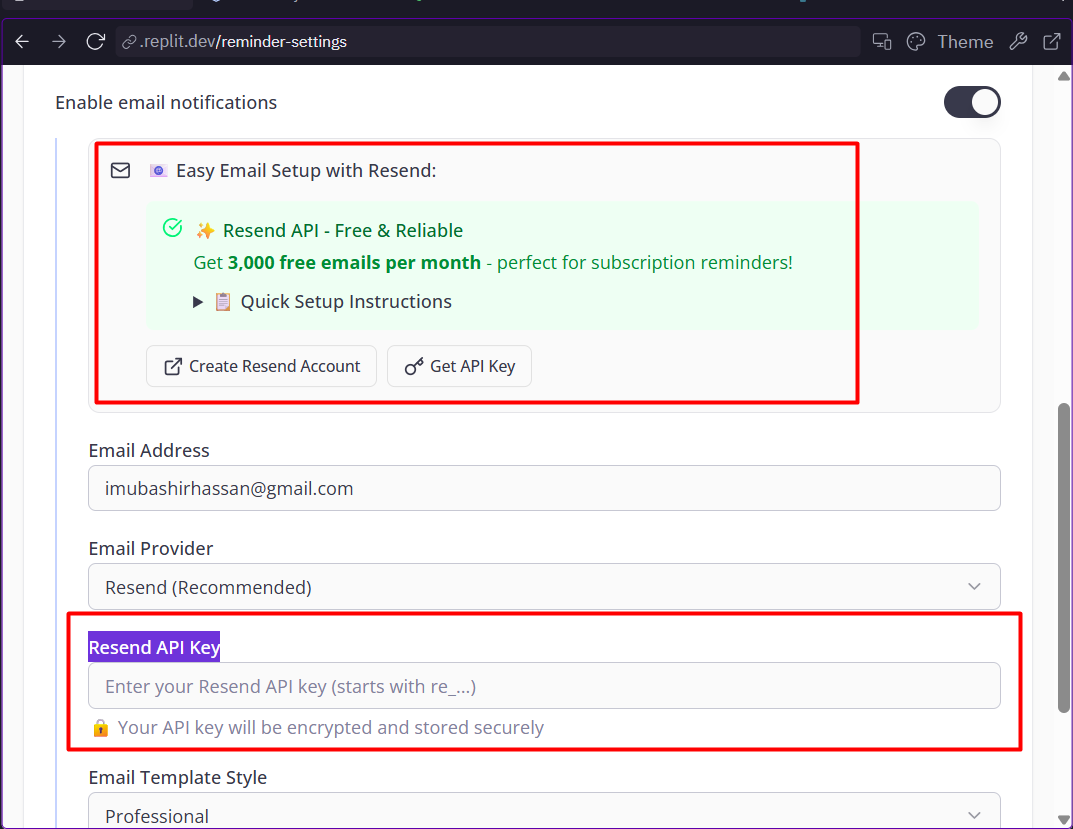 .replit.dev/reminder-settings
Theme
Enable email notifications
Easy Email Setup with Resend:
Resend API - Free & Reliable
Get 3,000 free emails per month - perfect for subscription reminders!
Quick Setup Instructions
Create Resend Account
Get API Key
Email Address
imubashirhassan@gmail.com
Email Provider
Resend (Recommended)
Resend API Key
Enter your Resend API key (starts with re_...)
Your API key will be encrypted and stored securely
Email Template Style
Professional